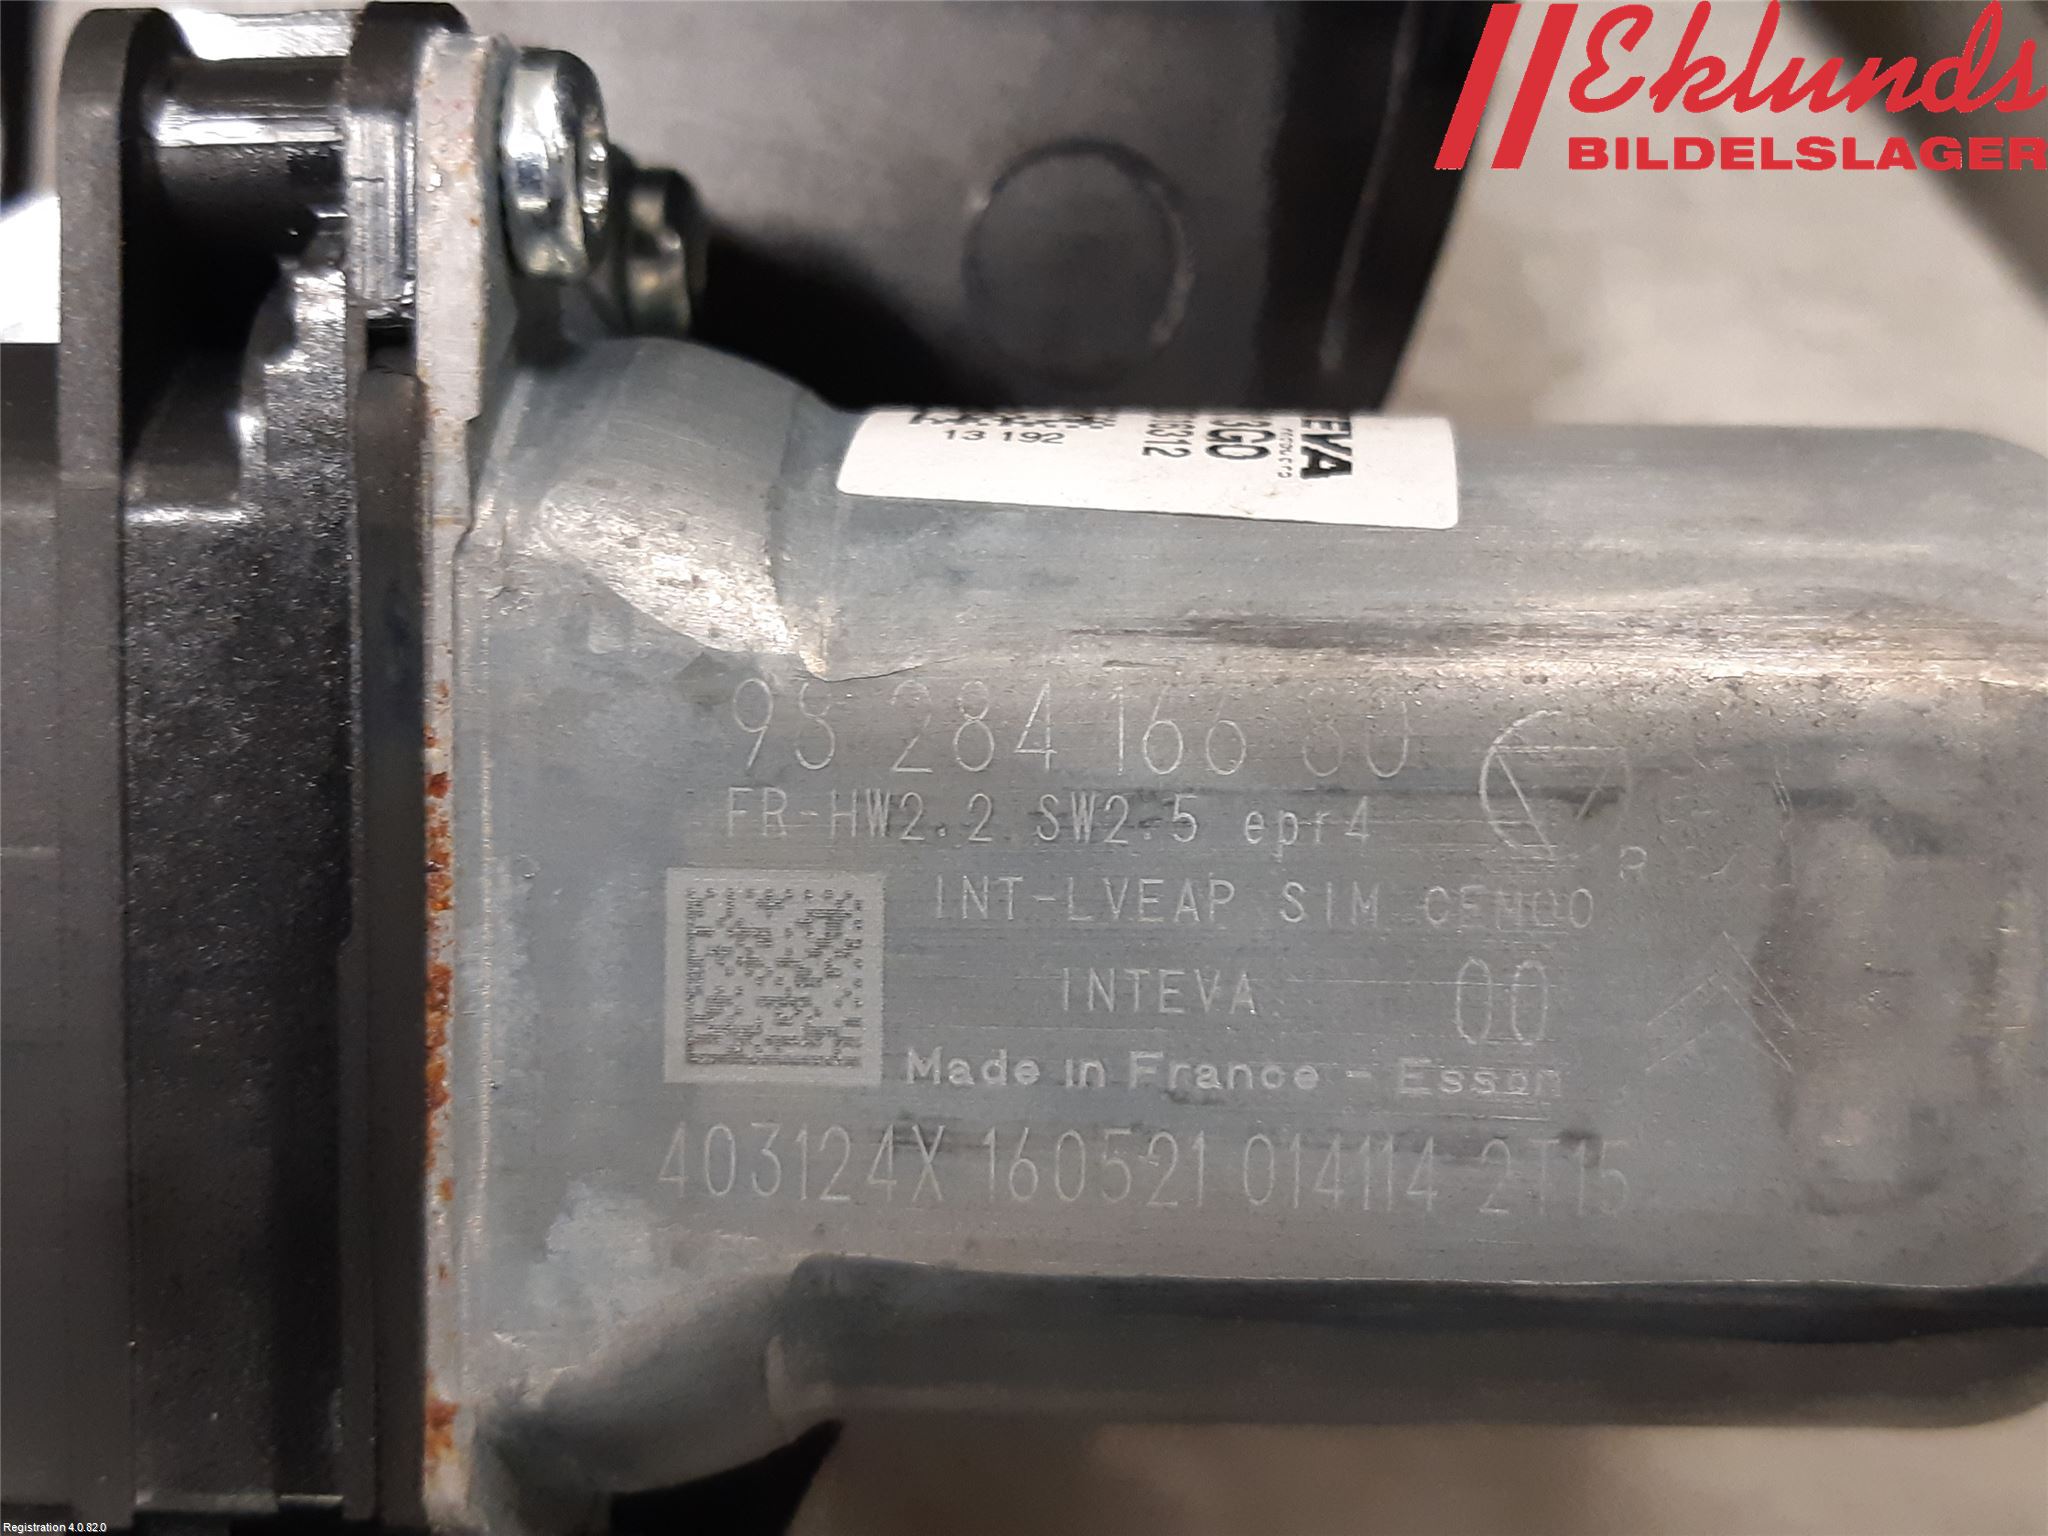 Eklunds
BILDELSLAGER
13 192
98 284 166 80
FR-HW2.2 SW2.5 epr4
INT-LVEAP SIM
INTEVA 00
Made in France - Esson
403124X 160521 014114 2T15
Registration 4.0.82.0